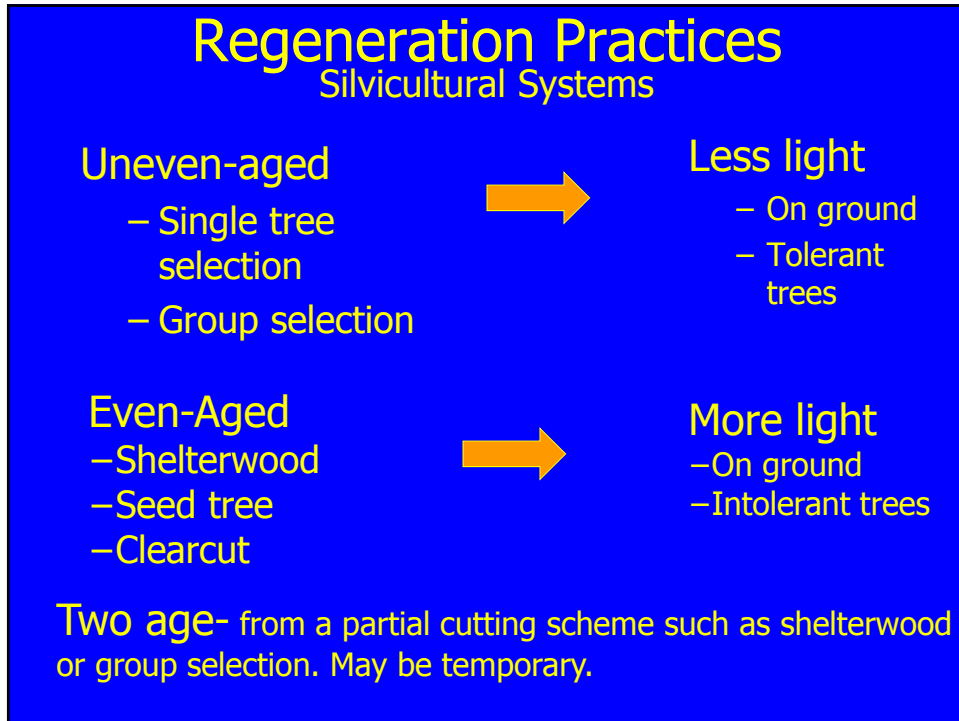 Regeneration Practices
Silvicultural Systems
Uneven-aged
– Single tree
selection
– Group selection
Less light
– On ground
– Tolerant
trees
Even-Aged
–Shelterwood
–Seed tree
–Clearcut
More light
–On ground
–Intolerant trees
Two age- from a partial cutting scheme such as shelterwood
or group selection. May be temporary.